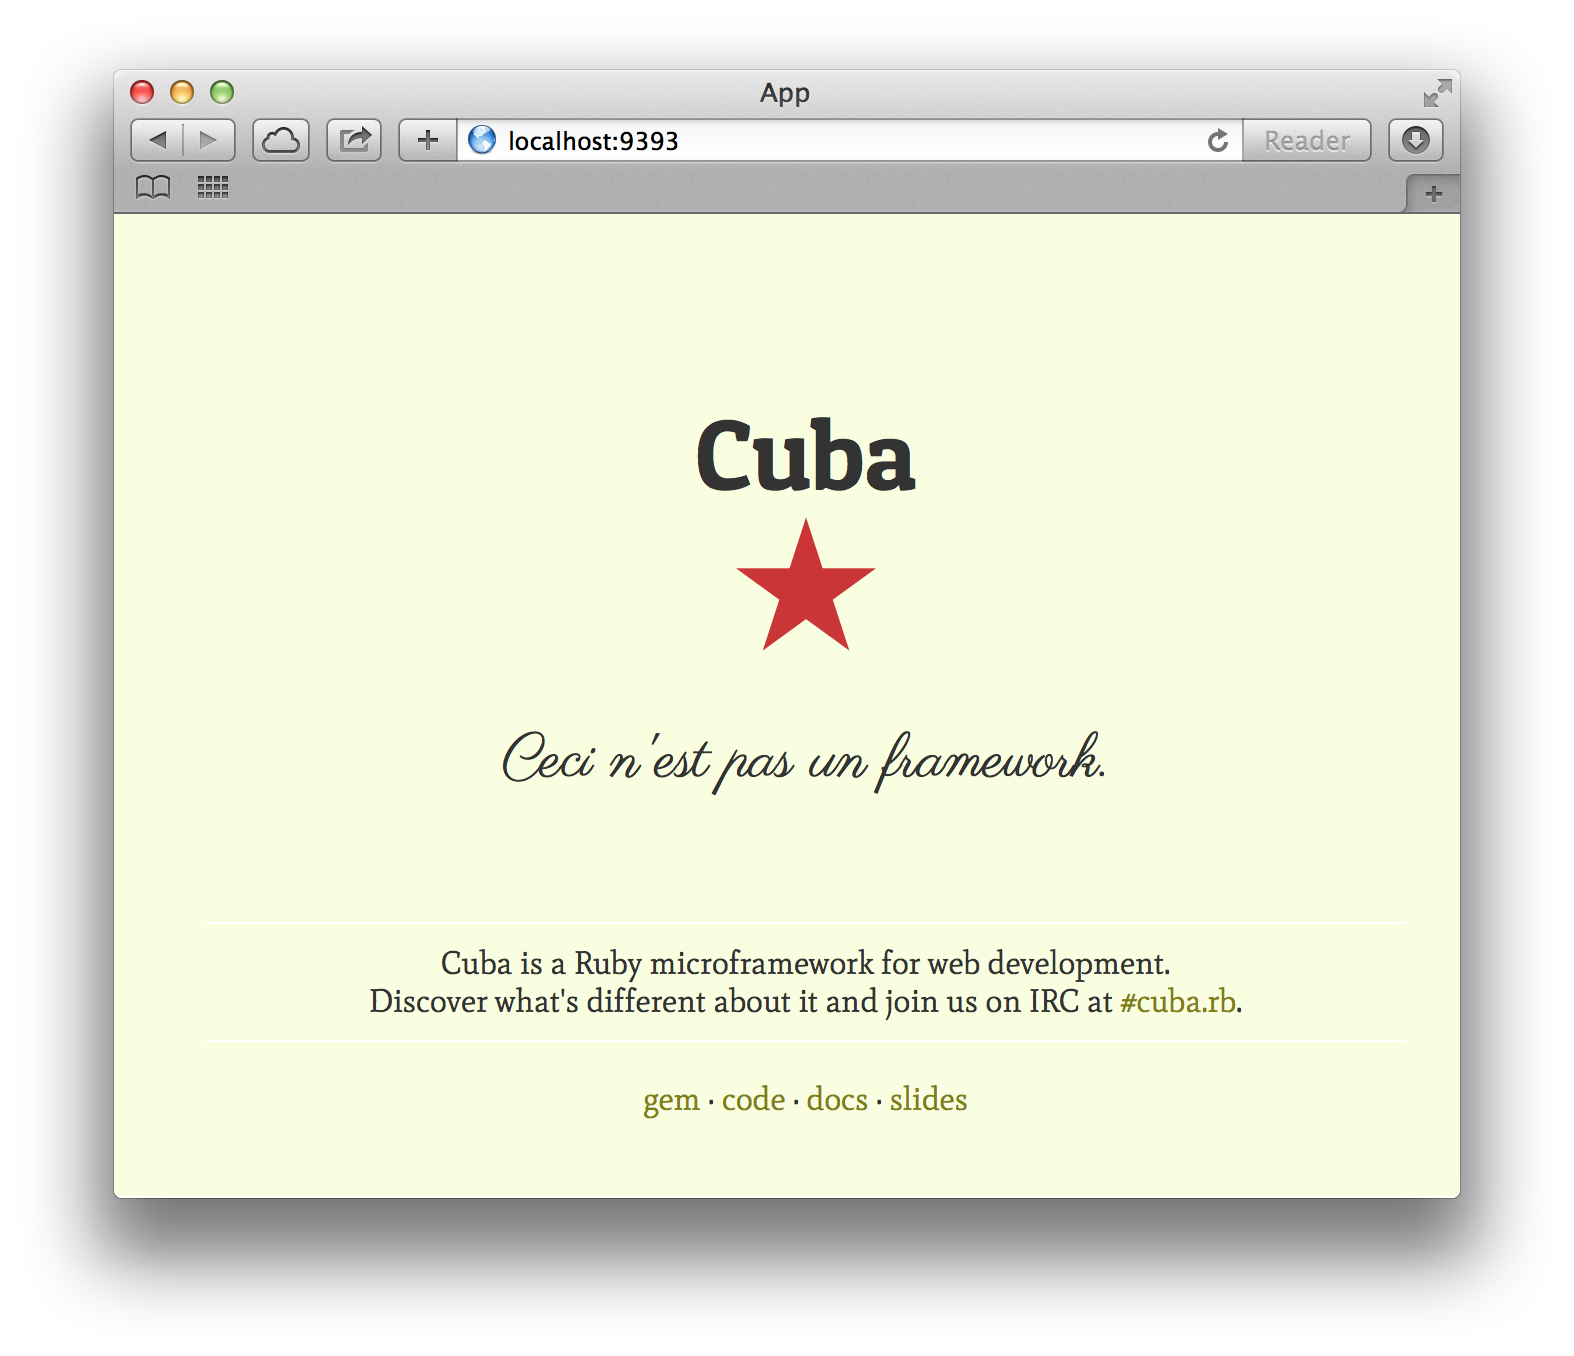 App
localhost:9393
Reader
Cuba
Ceci n'est pas un framework.
Cuba is a Ruby microframework for web development.
Discover what's different about it and join us on IRC at #cuba.rb.
gem · code · docs · slides